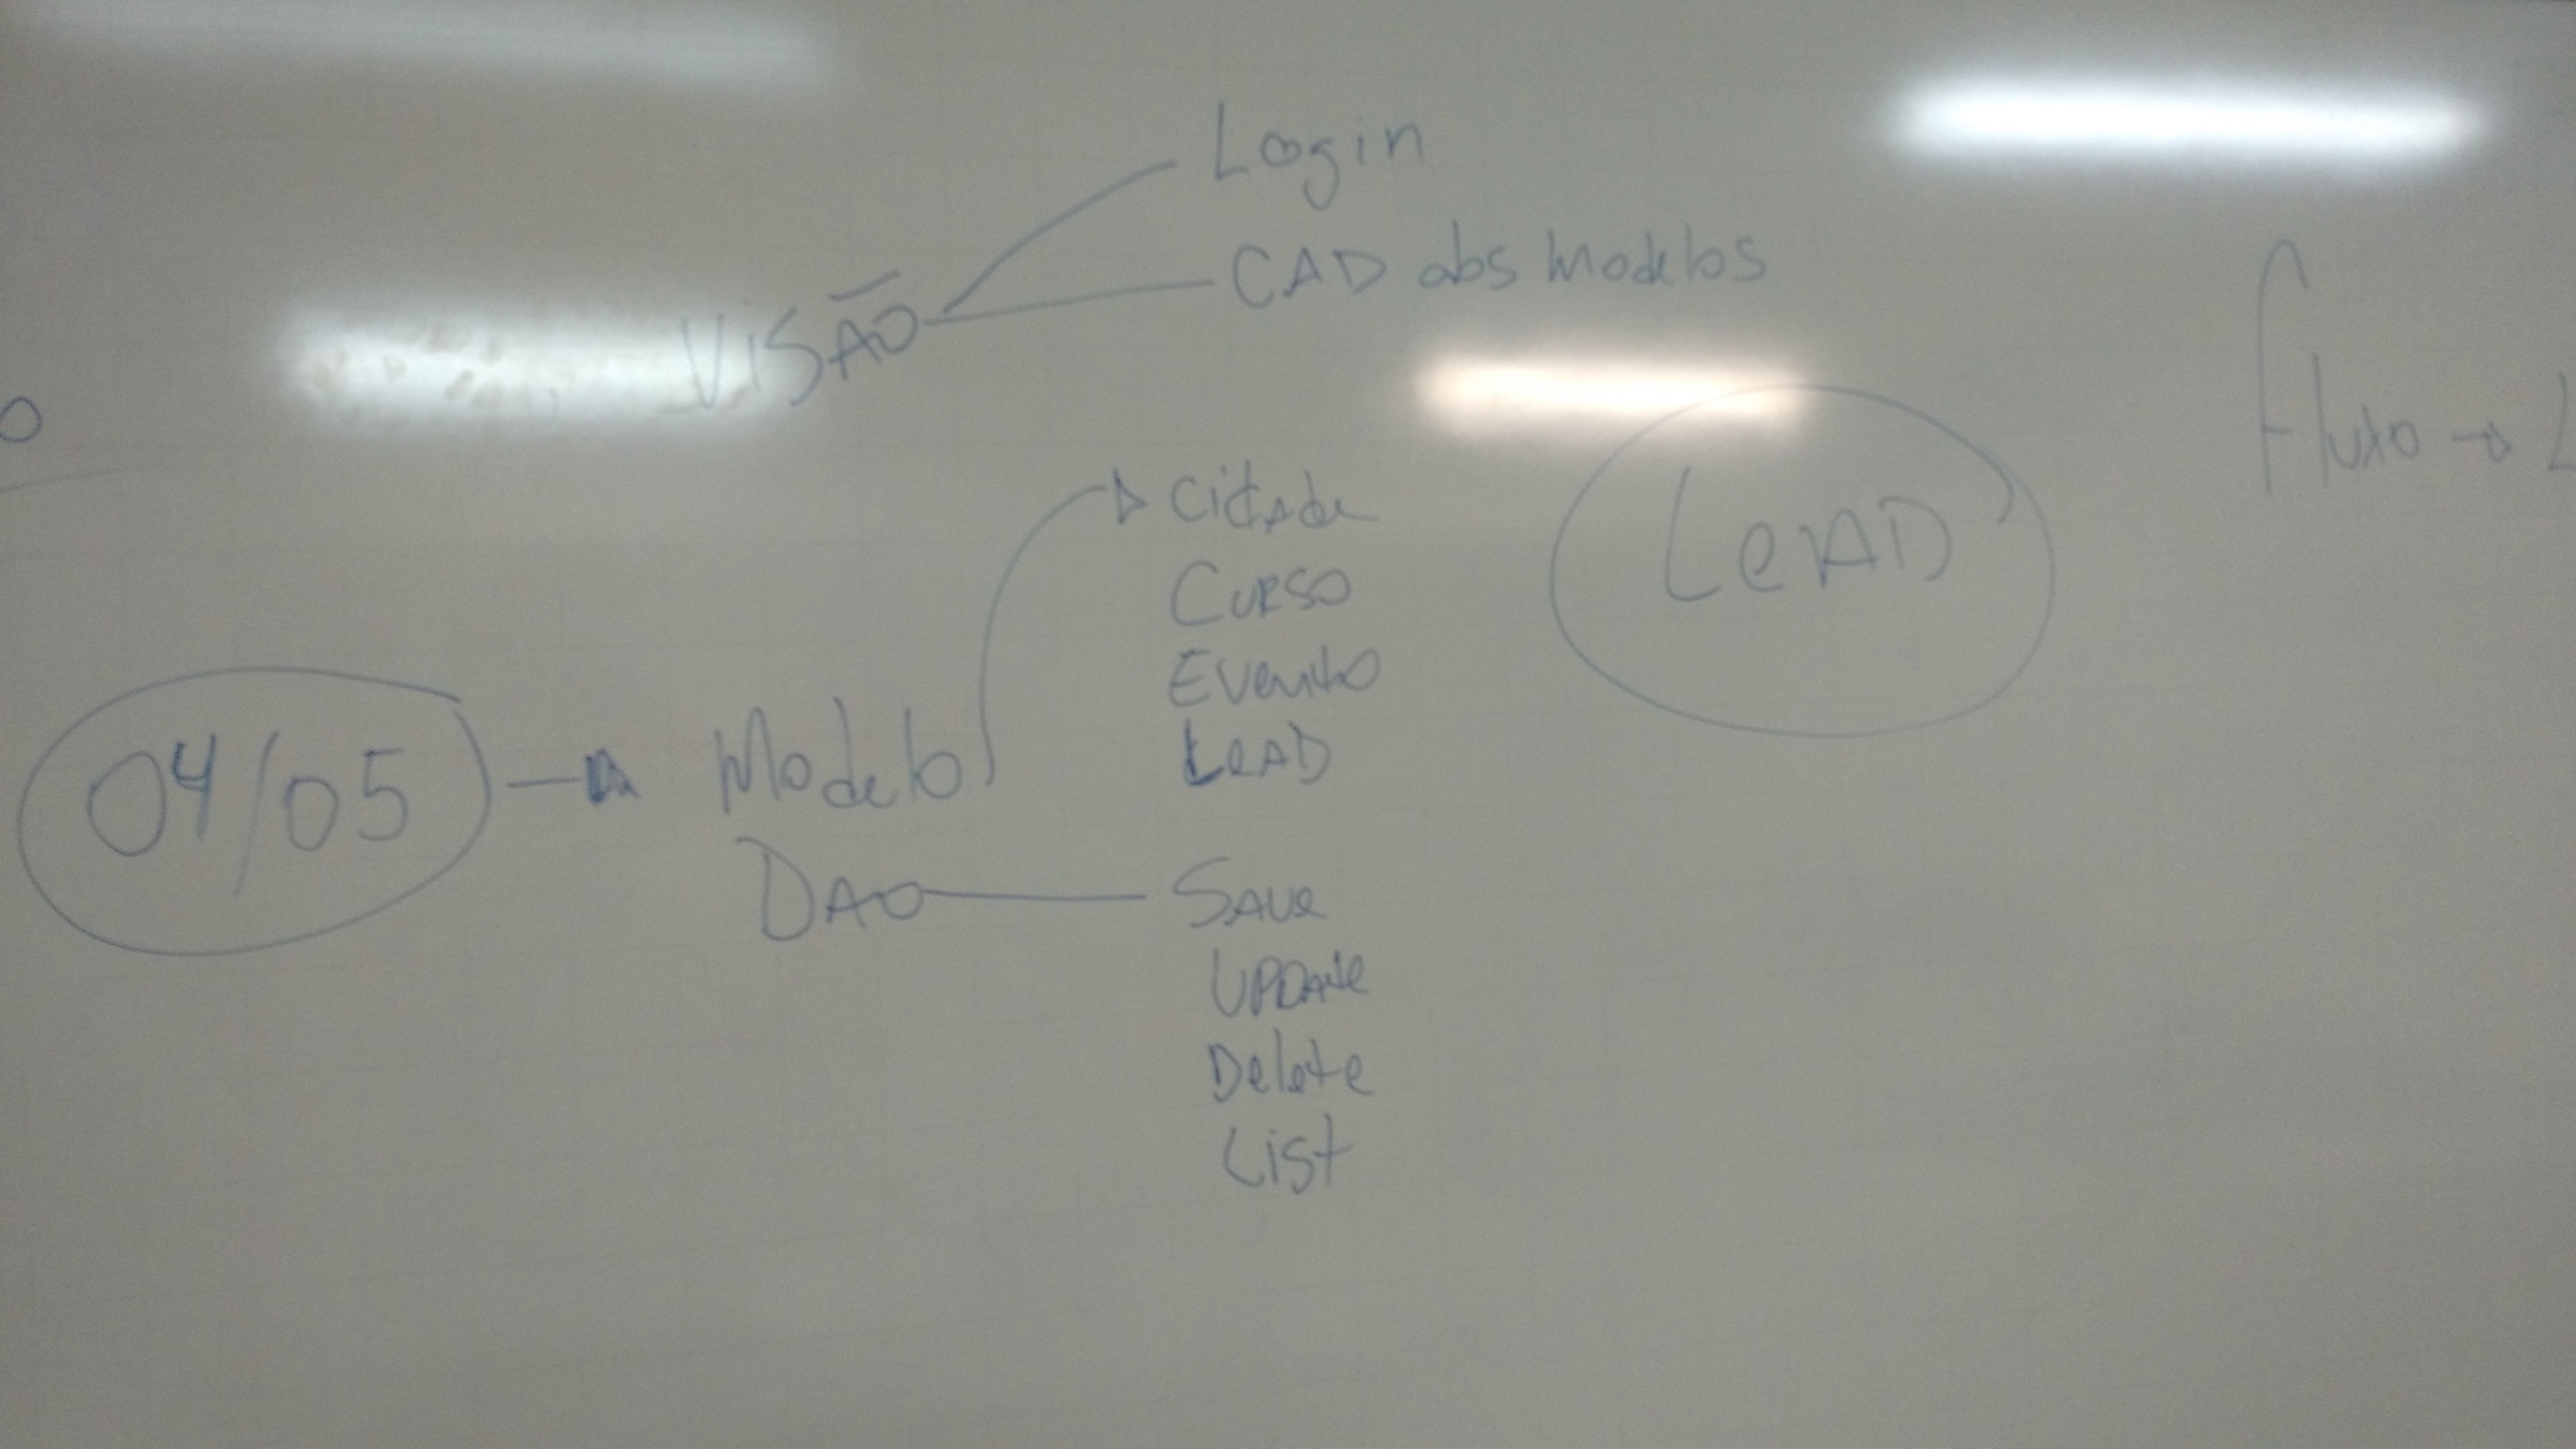 Login
CAD dos modelos
VISÃO
Cidade
Curso
Evento
LeAD
LeAD
Fluxo → L
04/05 → Modelo
DAO — Save
UPDate
Delete
List